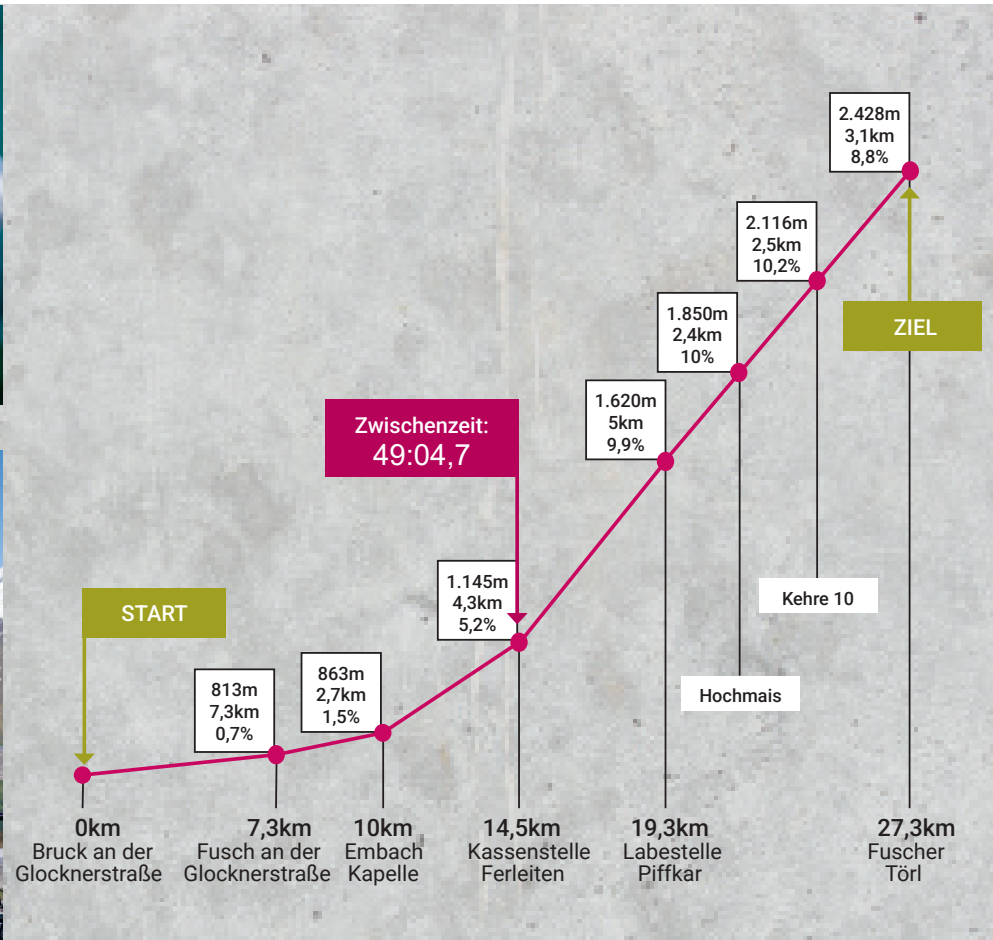 2.428m
3,1km
8,8%
2.116m
2,5km
10,2%
ZIEL
1.850m
2,4km
10%
1.620m
5km
9,9%
Zwischenzeit:
49:04,7
1.145m
4,3km
5,2%
START
863m
2,7km
1,5%
813m
7,3km
0,7%
Kehre 10
Hochmais
0km
Bruck an der
Glocknerstraße
7,3km
Fusch an der
Glocknerstraße
10km
Embach
Kapelle
14,5km
Kassenstelle
Ferleiten
19,3km
Labestelle
Piffkar
27,3km
Fuscher
Törl